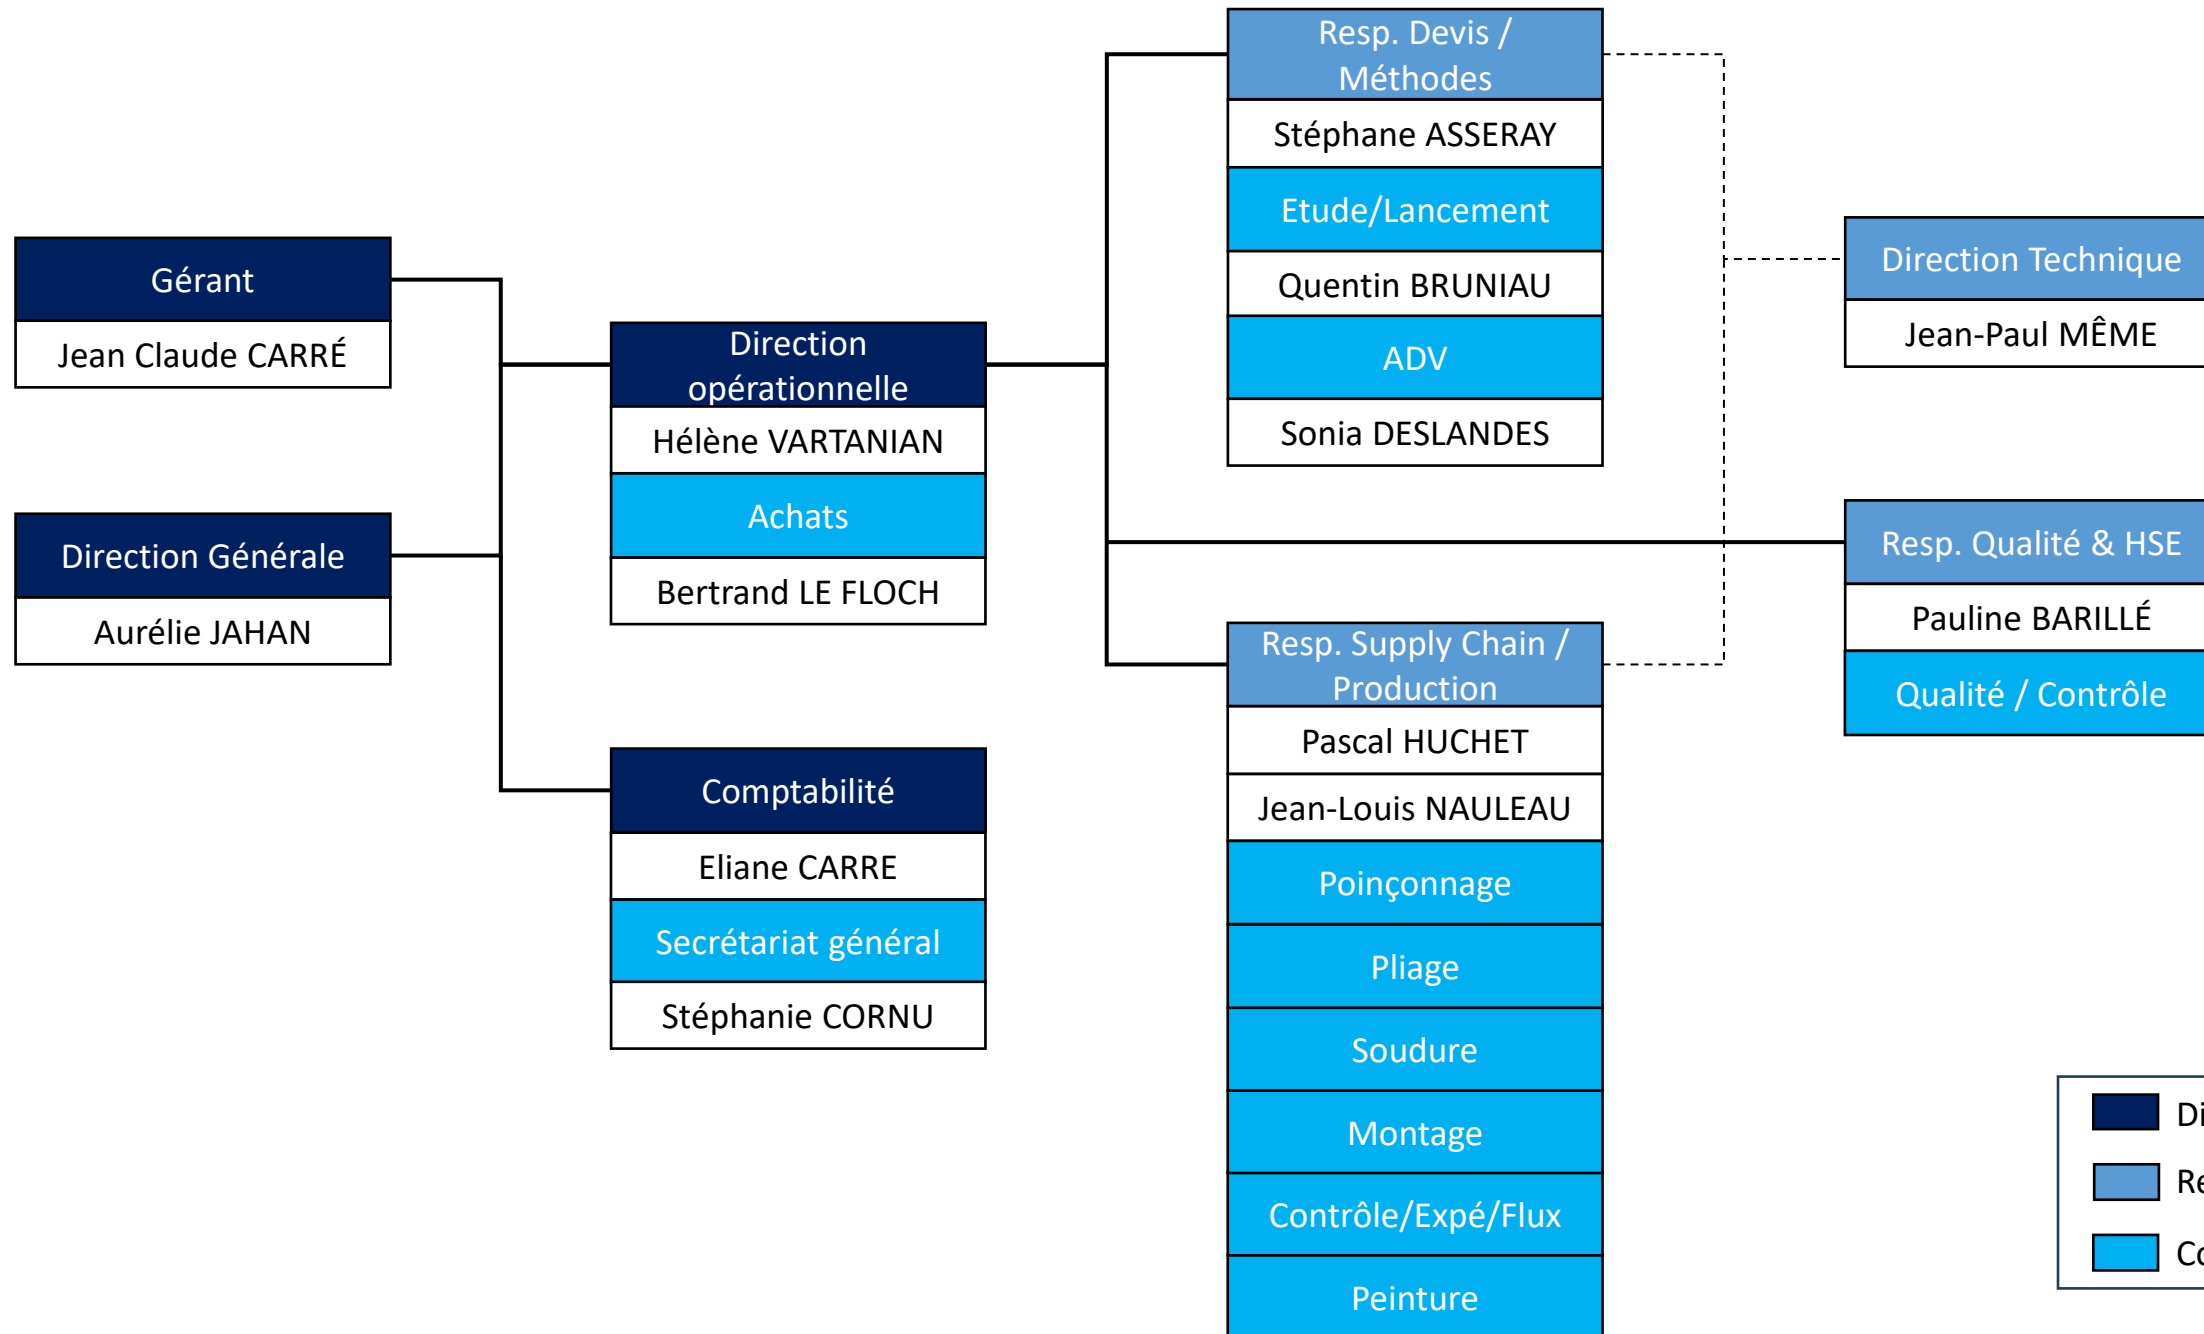 Gérant
Jean Claude CARRÉ
Direction Générale
Aurélie JAHAN
Direction
opérationnelle
Hélène VARTANIAN
Achats
Bertrand LE FLOCH
Comptabilité
Eliane CARRE
Secrétariat général
Stéphanie CORNU
Resp. Devis /
Méthodes
Stéphane ASSERAY
Etude/Lancement
Quentin BRUNIAU
ADV
Sonia DESLANDES
Resp. Supply Chain /
Production
Pascal HUCHET
Jean-Louis NAULEAU
Poinçonnage
Pliage
Soudure
Montage
Contrôle/Expé/Flux
Peinture
Direction Technique
Jean-Paul MÊME
Resp. Qualité & HSE
Pauline BARILLÉ
Qualité / Contrôle